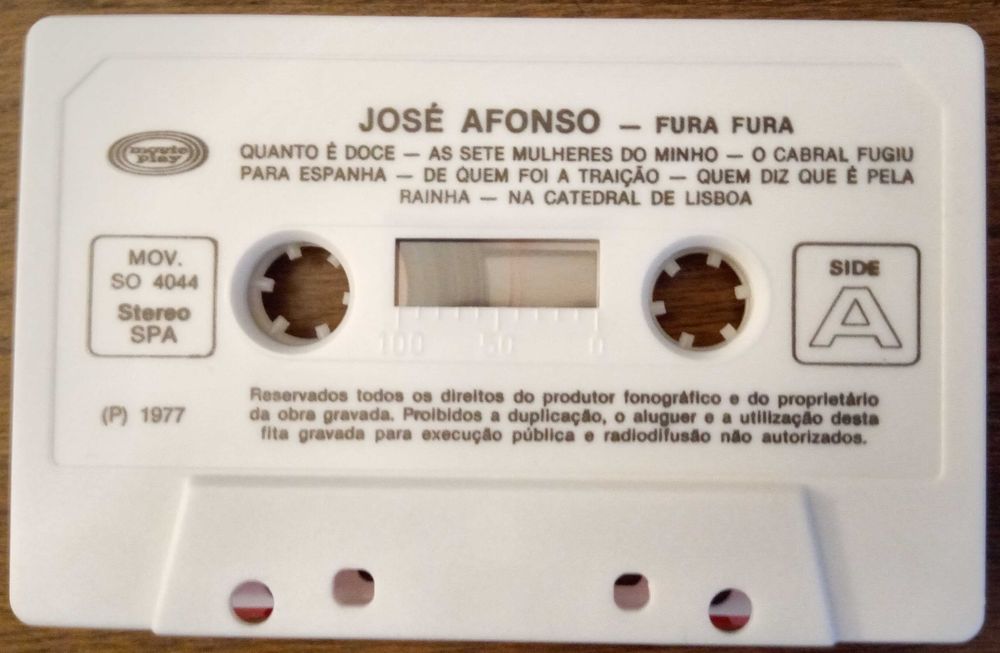 JOSÉ AFONSO — FURA FURA
movie
play
QUANTO É DOCE — AS SETE MULHERES DO MINHO — O CABRAL FUGIU
PARA ESPANHA — DE QUEM FOI A TRAIÇÃO — QUEM DIZ QUE É PELA
RAINHA — NA CATEDRAL DE LISBOA
MOV.
SO 4044
Stereo
SPA
100 50 0
SIDE
A
(P) 1977
Reservados todos os direitos do produtor fonográfico e do proprietário
da obra gravada. Proibidos a duplicação, o aluguer e a utilização desta
fita gravada para execução pública e radiodifusão não autorizados.